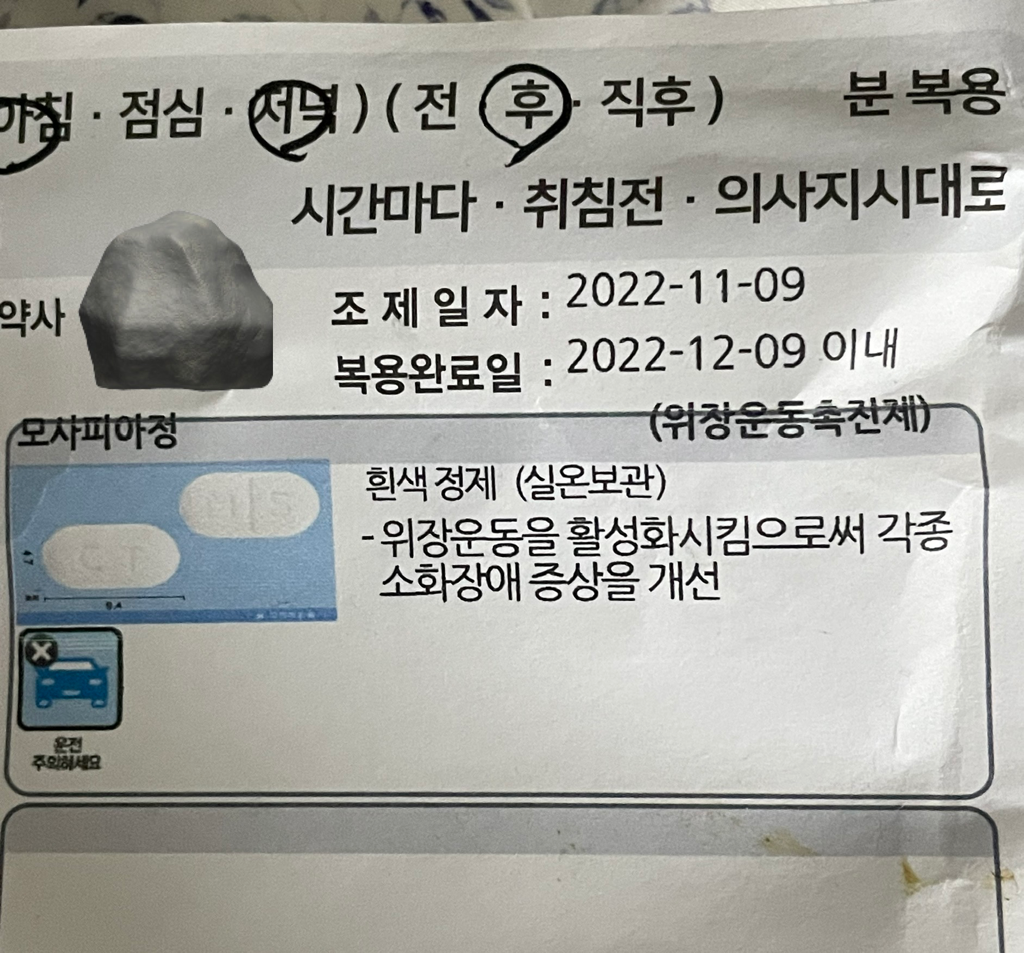 아침 · 점심 · 저녁 ) ( 전 후 · 직후 ) 분 복용
시간마다 · 취침전 · 의사지시대로
약사
조 제 일 자 : 2022-11-09
복용완료일 : 2022-12-09 이내
모사피아정 (위장운동촉진제)
흰색 정제 (실온보관)
-위장운동을 활성화시킴으로써 각종
소화장애 증상을 개선
운전
주의하세요